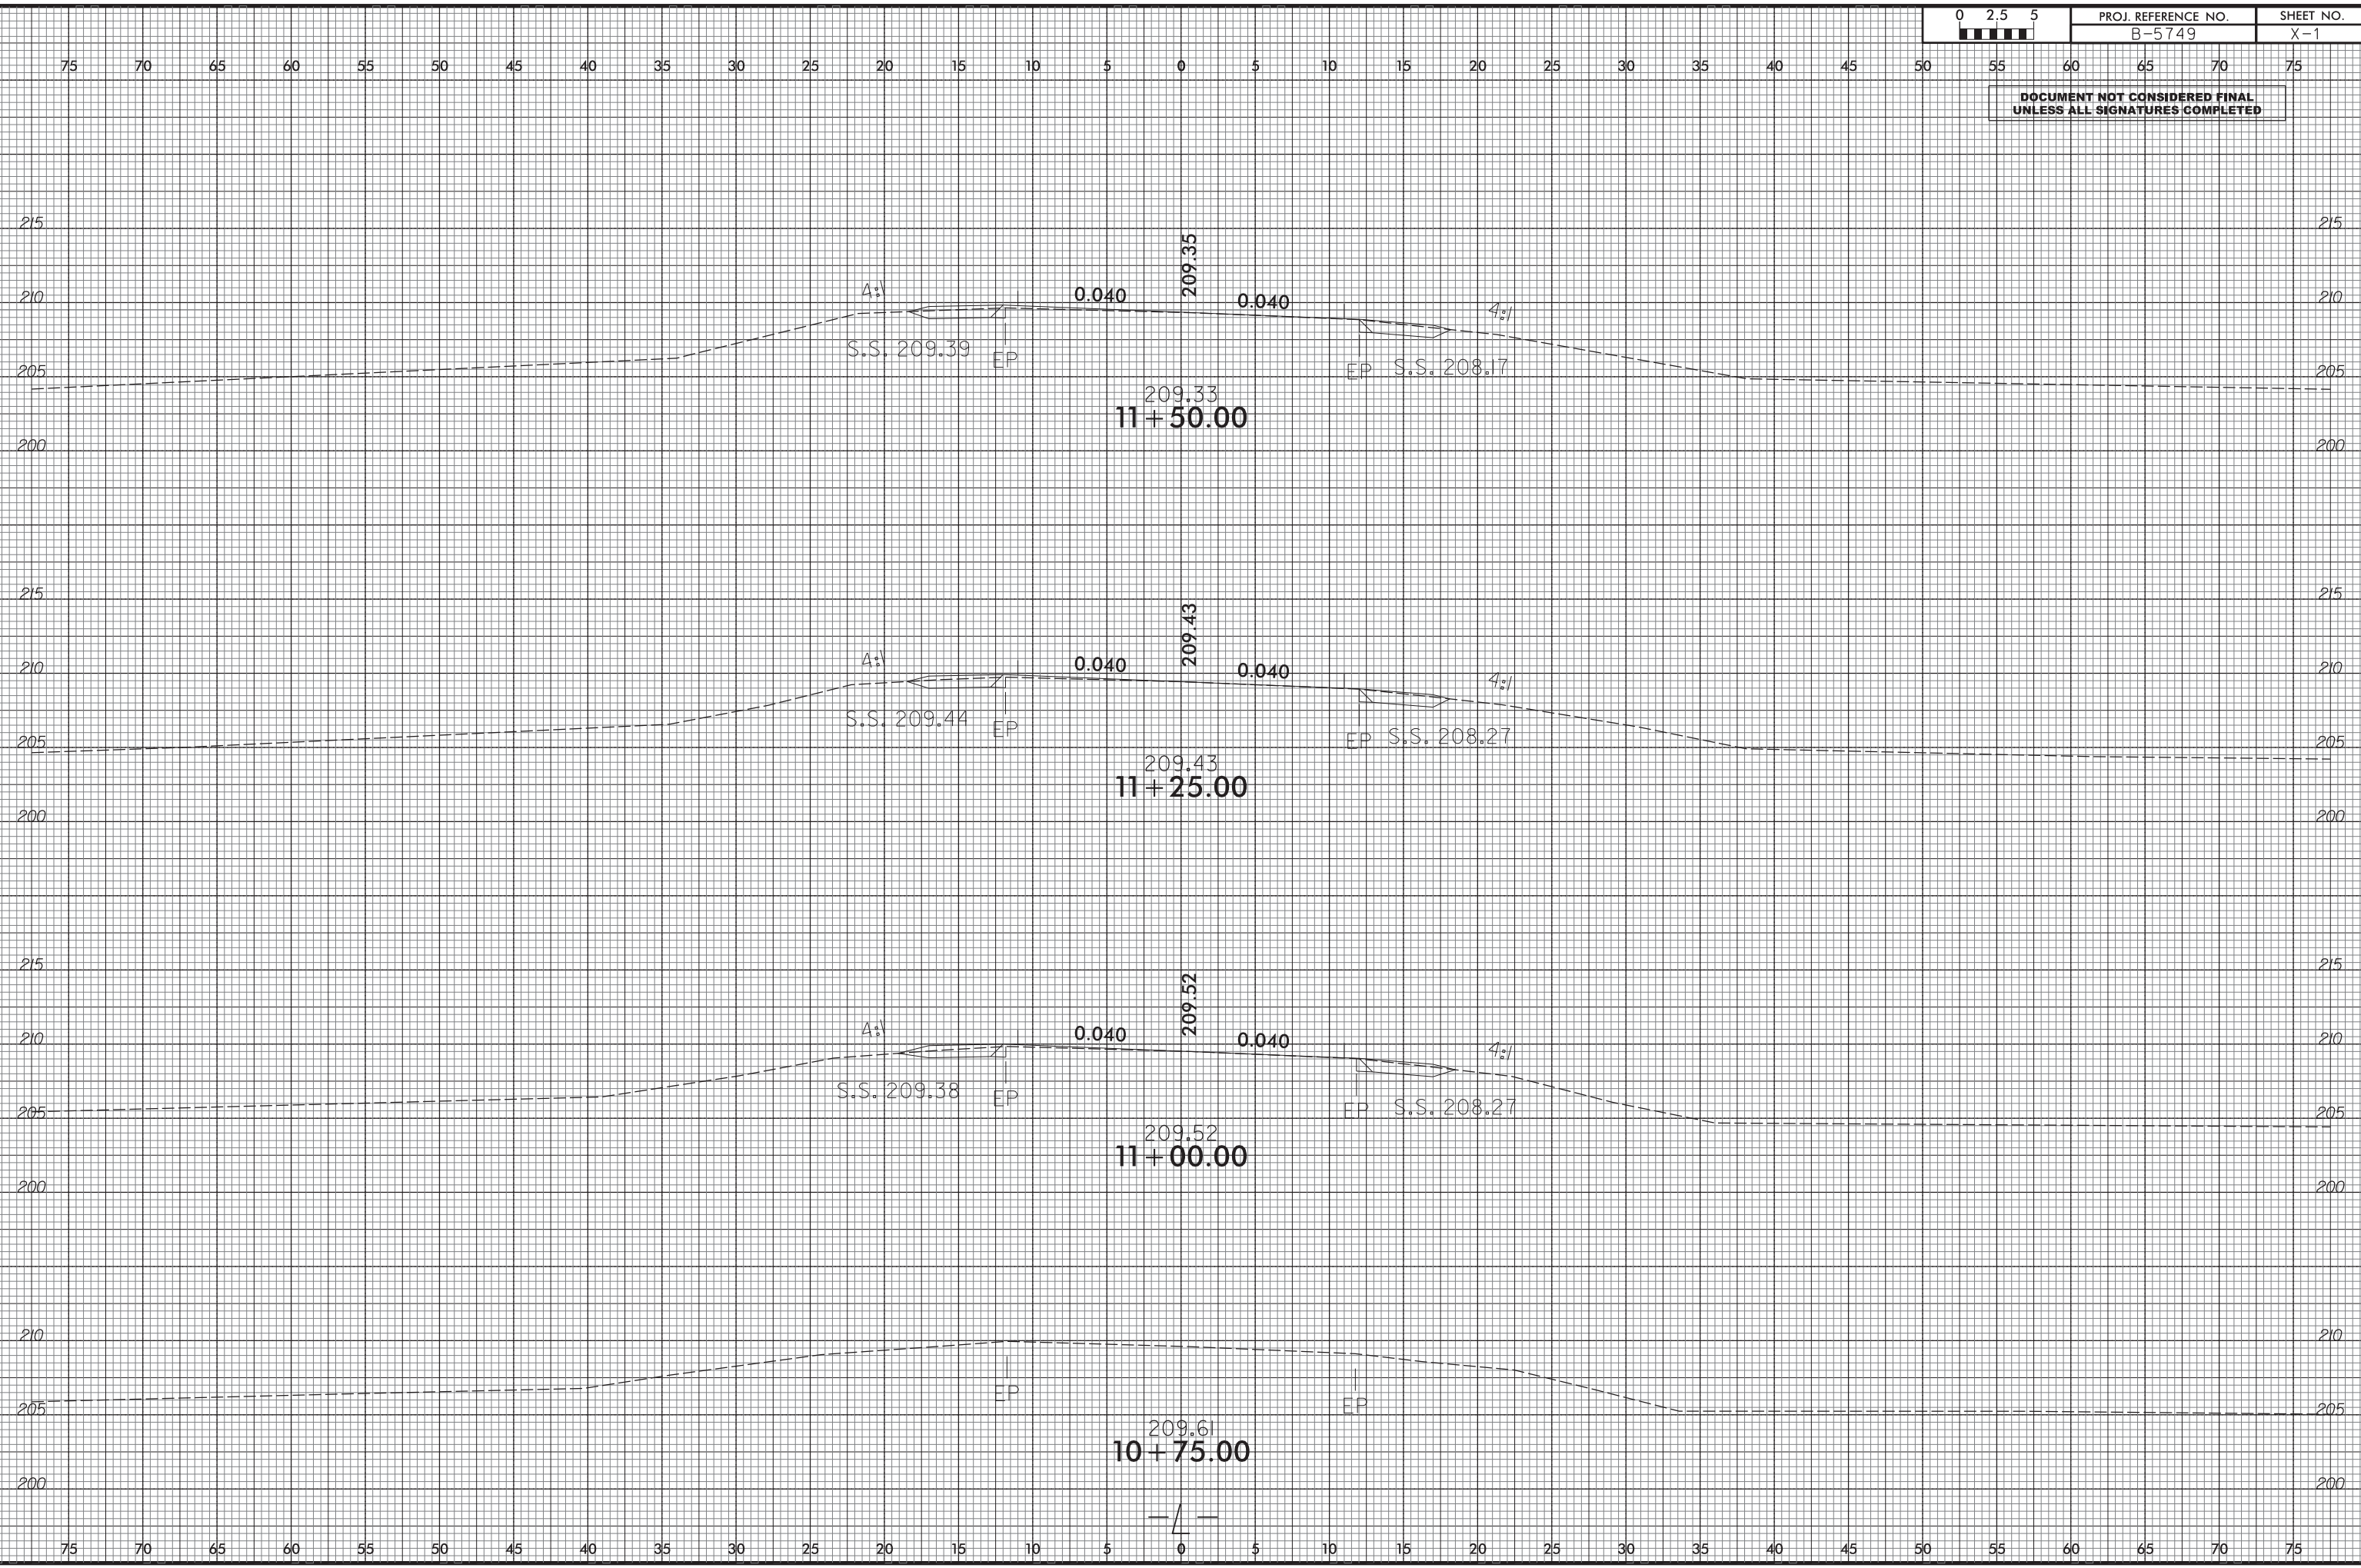 0 2.5 5 PROJ. REFERENCE NO. SHEET NO.
B-5749 X-1
75 70 65 60 55 50 45 40 35 30 25 20 15 10 5 0 5 10 15 20 25 30 35 40 45 50 55 60 65 70 75
DOCUMENT NOT CONSIDERED FINAL
UNLESS ALL SIGNATURES COMPLETED
215 215
209.35
210 4:1 0.040 0.040 4:1 210
S.S. 209.39 EP EP S.S. 208.17
205 205
209.33
11+50.00
200 200
215 215
209.43
210 4:1 0.040 0.040 4:1 210
S.S. 209.44 EP EP S.S. 208.27
205 205
209.43
11+25.00
200 200
215 215
209.52
210 4:1 0.040 0.040 4:1 210
S.S. 209.38 EP EP S.S. 208.27
205 205
209.52
11+00.00
200 200
210 210
EP EP
205 205
209.61
10+75.00
200 200
-L-
75 70 65 60 55 50 45 40 35 30 25 20 15 10 5 0 5 10 15 20 25 30 35 40 45 50 55 60 65 70 75